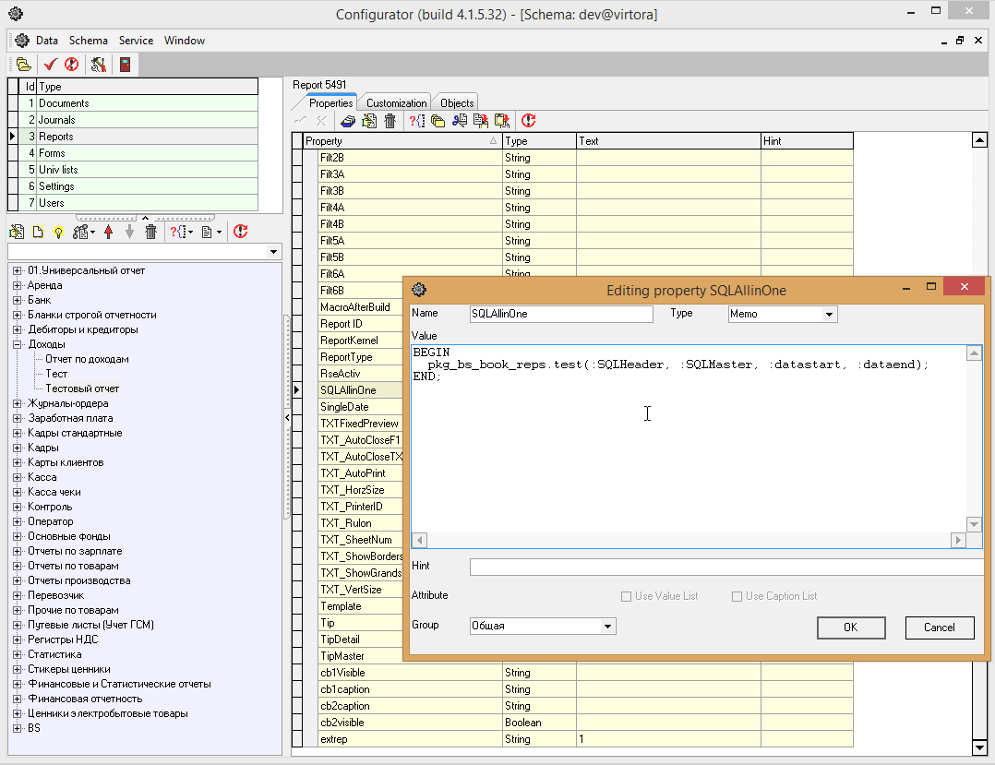 Configurator (build 4.1.5.32) - [Schema: dev@virtora]
Data Schema Service Window
Id Type
1 Documents
2 Journals
3 Reports
4 Forms
5 Univ lists
6 Settings
7 Users
01.Универсальный отчет
Аренда
Банк
Бланки строгой отчетности
Дебиторы и кредиторы
Доходы
Отчет по доходам
Тест
Тестовый отчет
Журналы-ордера
Заработная плата
Кадры стандартные
Кадры
Карты клиентов
Касса
Касса чеки
Контроль
Оператор
Основные фонды
Отчеты по зарплате
Отчеты по товарам
Отчеты производства
Перевозчик
Прочие по товарам
Путевые листы (Учет ГСМ)
Регистры НДС
Статистика
Стикеры ценники
Финансовые и Статистические отчеты
Финансовая отчетность
Ценники электробытовые товары
BS
Report 5491
Properties Customization Objects
Property Type Text Hint
Filt2B String
Filt3A String
Filt3B String
Filt4A String
Filt4B String
Filt5A String
Filt5B String
Filt6A String
Filt6B
MacroAfterBuild
Report ID
ReportKernel
ReportType
RseActiv
SQLAllinOne
SingleDate
TXTFixedPreview
TXT_AutoCloseF1
TXT_AutoCloseTX
TXT_AutoPrint
TXT_HorzSize
TXT_PrinterID
TXT_Rulon
TXT_SheetNum
TXT_ShowBorders
TXT_ShowGrands
TXT_VertSize
Template
Tip
TipDetail
TipMaster
cb1Visible String
cb1caption String
cb2caption String
cb2visible Boolean
extrep String 1
Editing property SQLAllinOne
Name SQLAllinOne Type Memo
Value
BEGIN
pkg_bs_book_reps.test(:SQLHeader, :SQLMaster, :datastart, :dataend);
END;
Hint
Attribute Use Value List Use Caption List
Group Общая OK Cancel